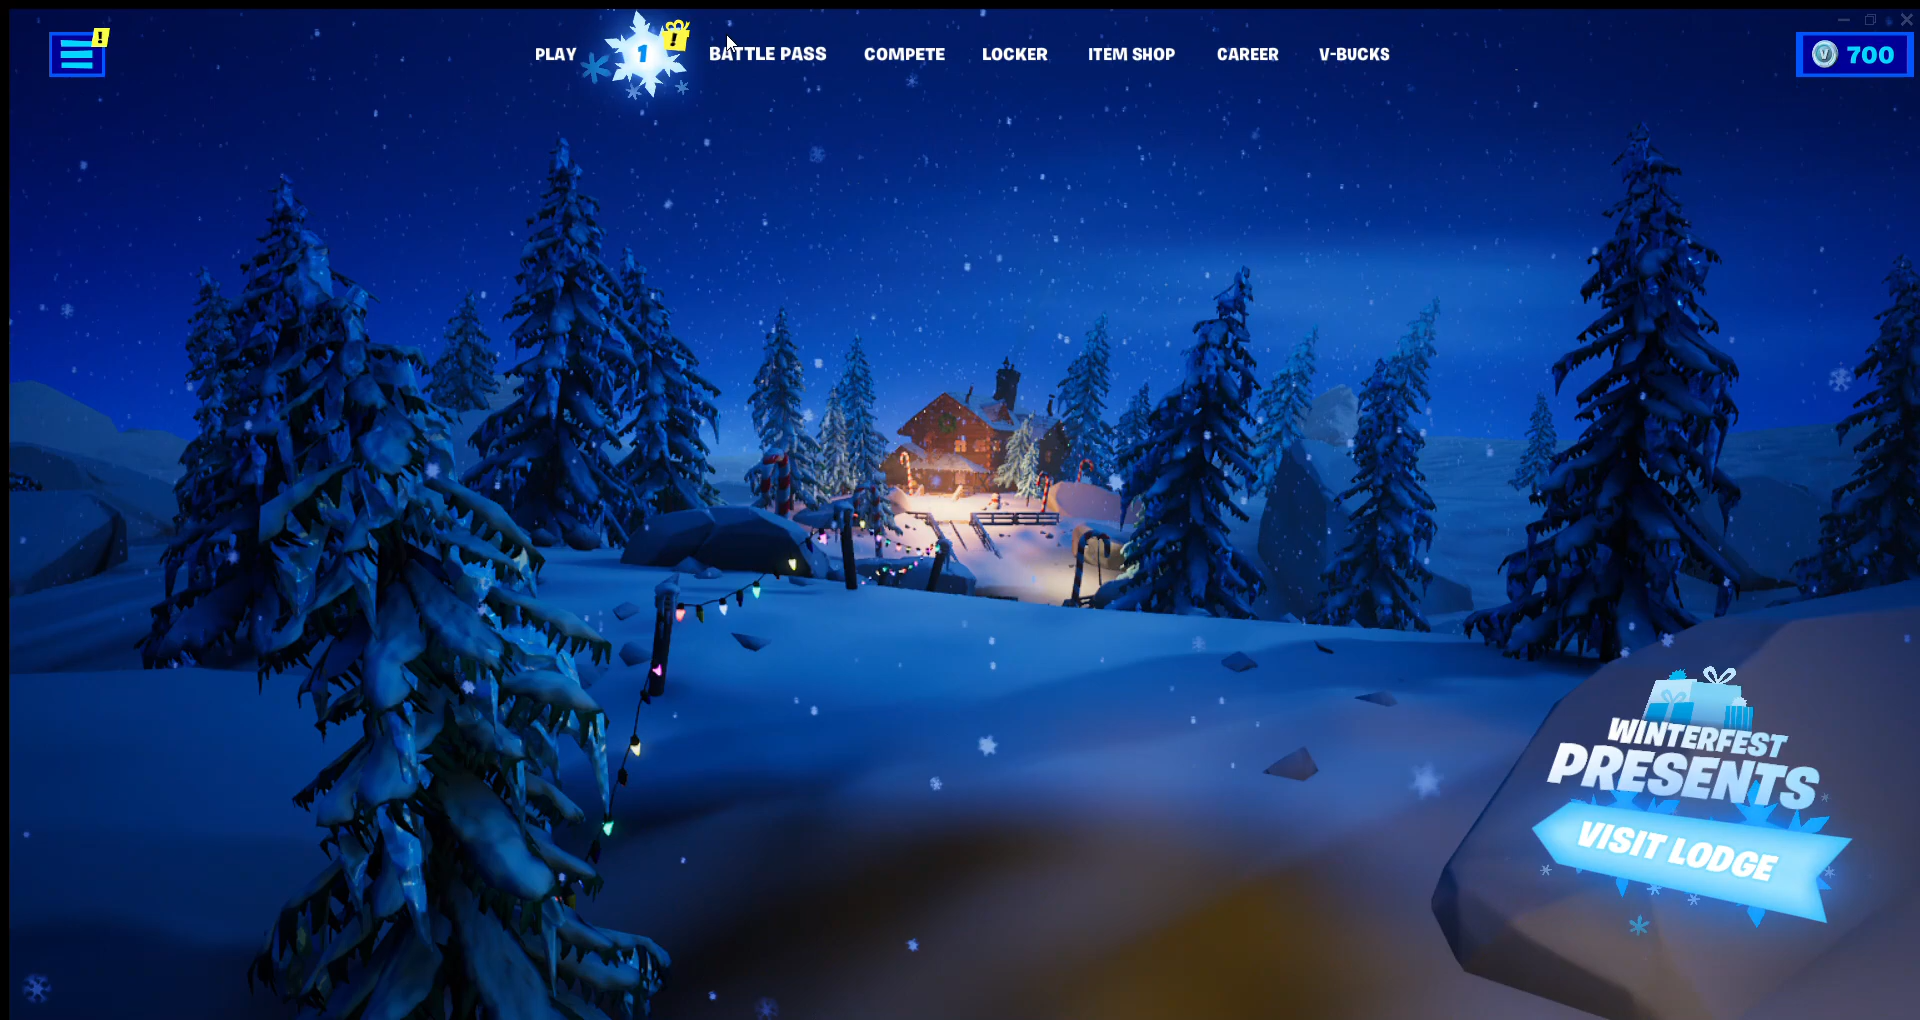 !
PLAY
1
!
BATTLE PASS
COMPETE
LOCKER
ITEM SHOP
CAREER
V-BUCKS
V 700
WINTERFEST
PRESENTS
VISIT LODGE